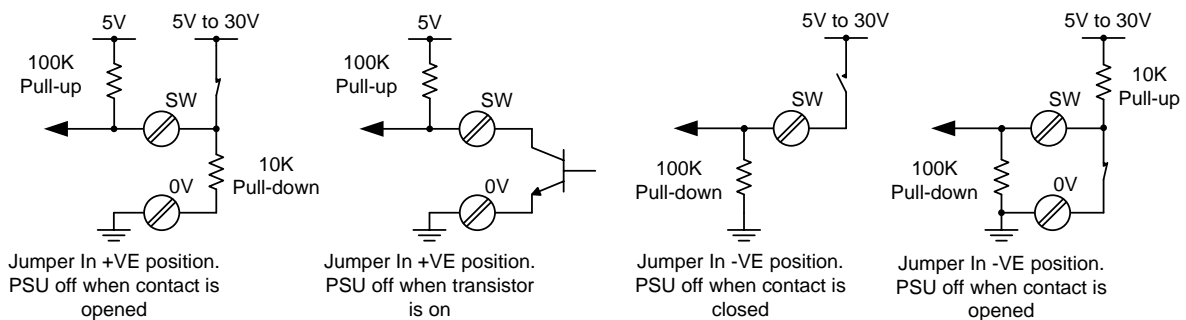 5V
5V to 30V
100K
Pull-up
SW
10K
Pull-down
0V
Jumper In +VE position.
PSU off when contact is
opened
5V
100K
Pull-up
SW
0V
Jumper In +VE position.
PSU off when transistor
is on
5V to 30V
SW
100K
Pull-down
Jumper In -VE position.
PSU off when contact is
closed
5V to 30V
10K
Pull-up
SW
100K
Pull-down
0V
Jumper In -VE position.
PSU off when contact is
opened